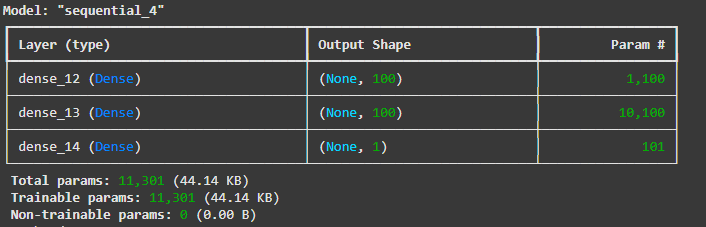 Model: "sequential_4"
Layer (type) Output Shape Param #
dense_12 (Dense) (None, 100) 1,100
dense_13 (Dense) (None, 100) 10,100
dense_14 (Dense) (None, 1) 101
Total params: 11,301 (44.14 KB)
Trainable params: 11,301 (44.14 KB)
Non-trainable params: 0 (0.00 B)